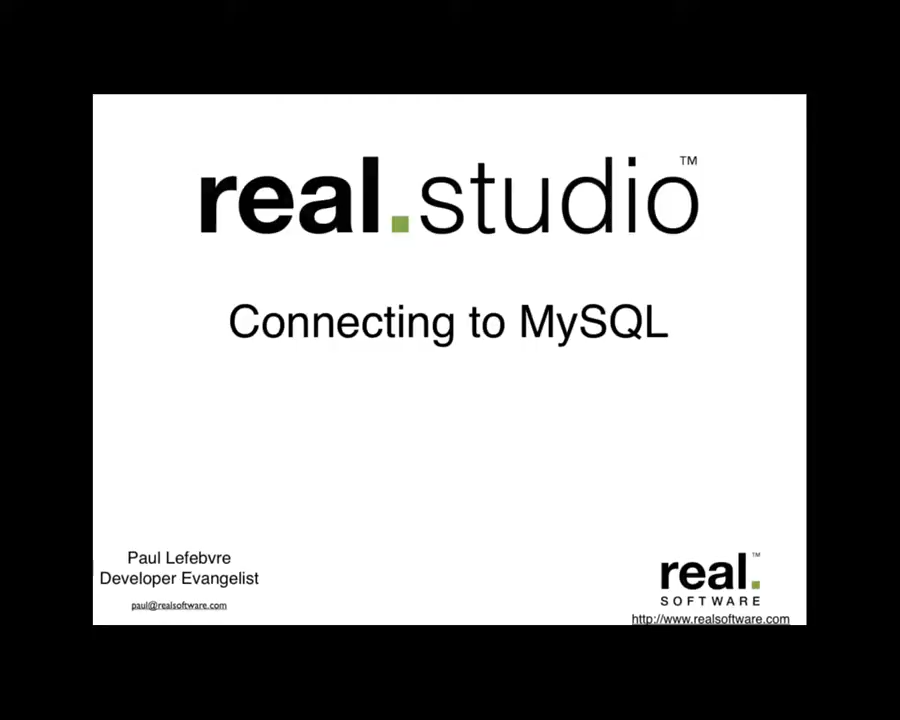 real.studio™
Connecting to MySQL
Paul Lefebvre
Developer Evangelist
paul@realsoftware.com
real.™
SOFTWARE
http://www.realsoftware.com